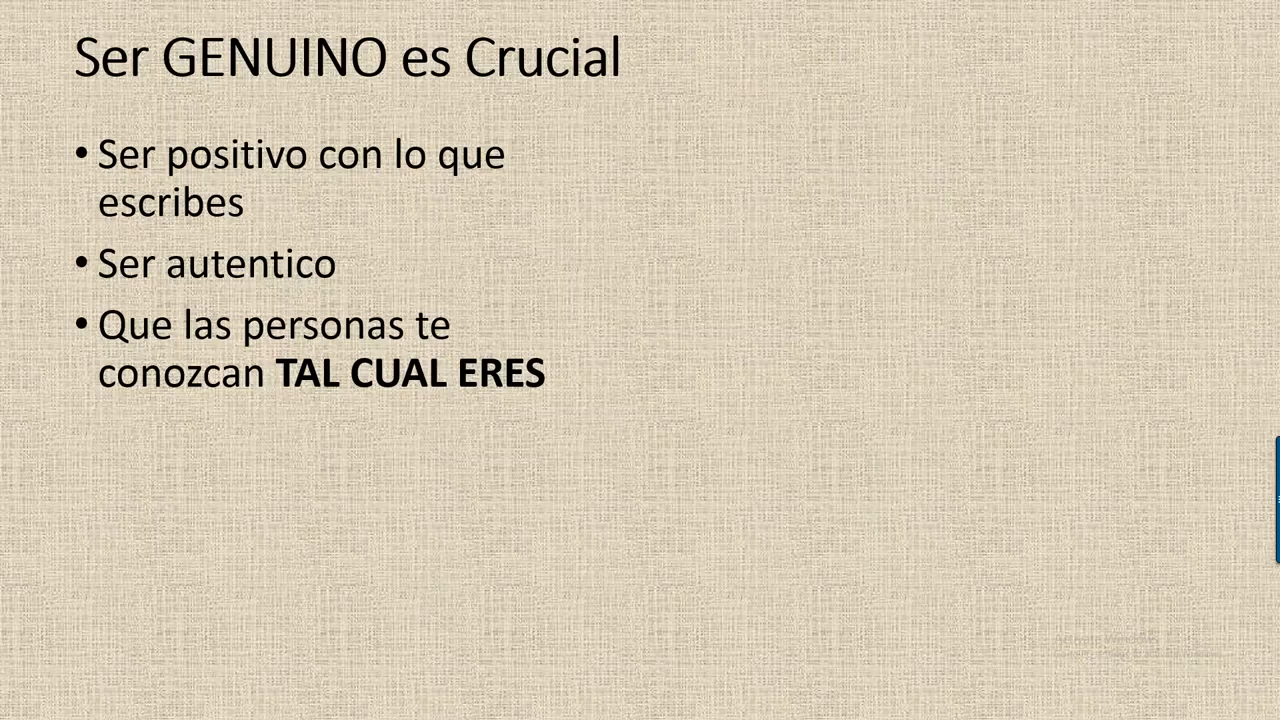 Ser GENUINO es Crucial
• Ser positivo con lo que
escribes
• Ser autentico
• Que las personas te
conozcan TAL CUAL ERES